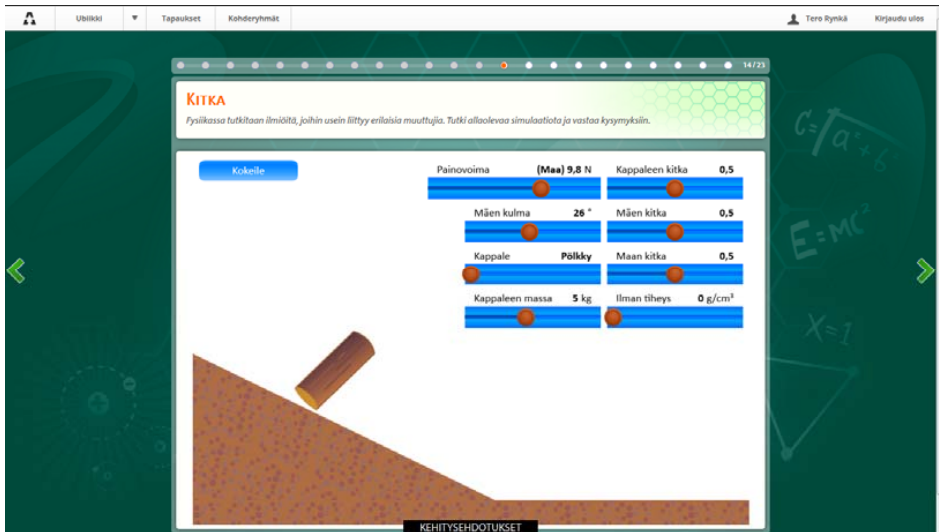 Ubiikki ▼ Tapaukset Kohderyhmät Tero Rynkä Kirjaudu ulos
14/23
KITKA
Fysiikassa tutkitaan ilmiöitä, joihin usein liittyy erilaisia muuttujia. Tutki allaolevaa simulaatiota ja vastaa kysymyksiin.
Kokeile
Painovoima (Maa) 9,8 N Kappaleen kitka 0,5
Mäen kulma 26 ° Mäen kitka 0,5
Kappale Pölkky Maan kitka 0,5
Kappaleen massa 5 kg Ilman tiheys 0 g/cm³
E=MC²
X=1
KEHITYSEHDOTUKSET